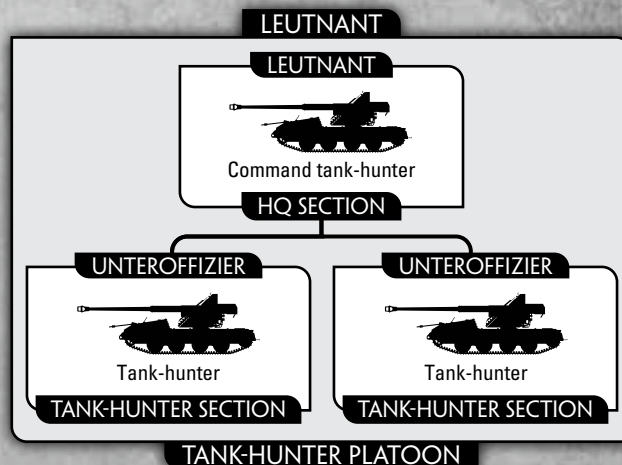 LEUTNANT
LEUTNANT
Command tank-hunter
HQ SECTION
UNTEROFFIZIER
UNTEROFFIZIER
Tank-hunter
Tank-hunter
TANK-HUNTER SECTION
TANK-HUNTER SECTION
TANK-HUNTER PLATOON